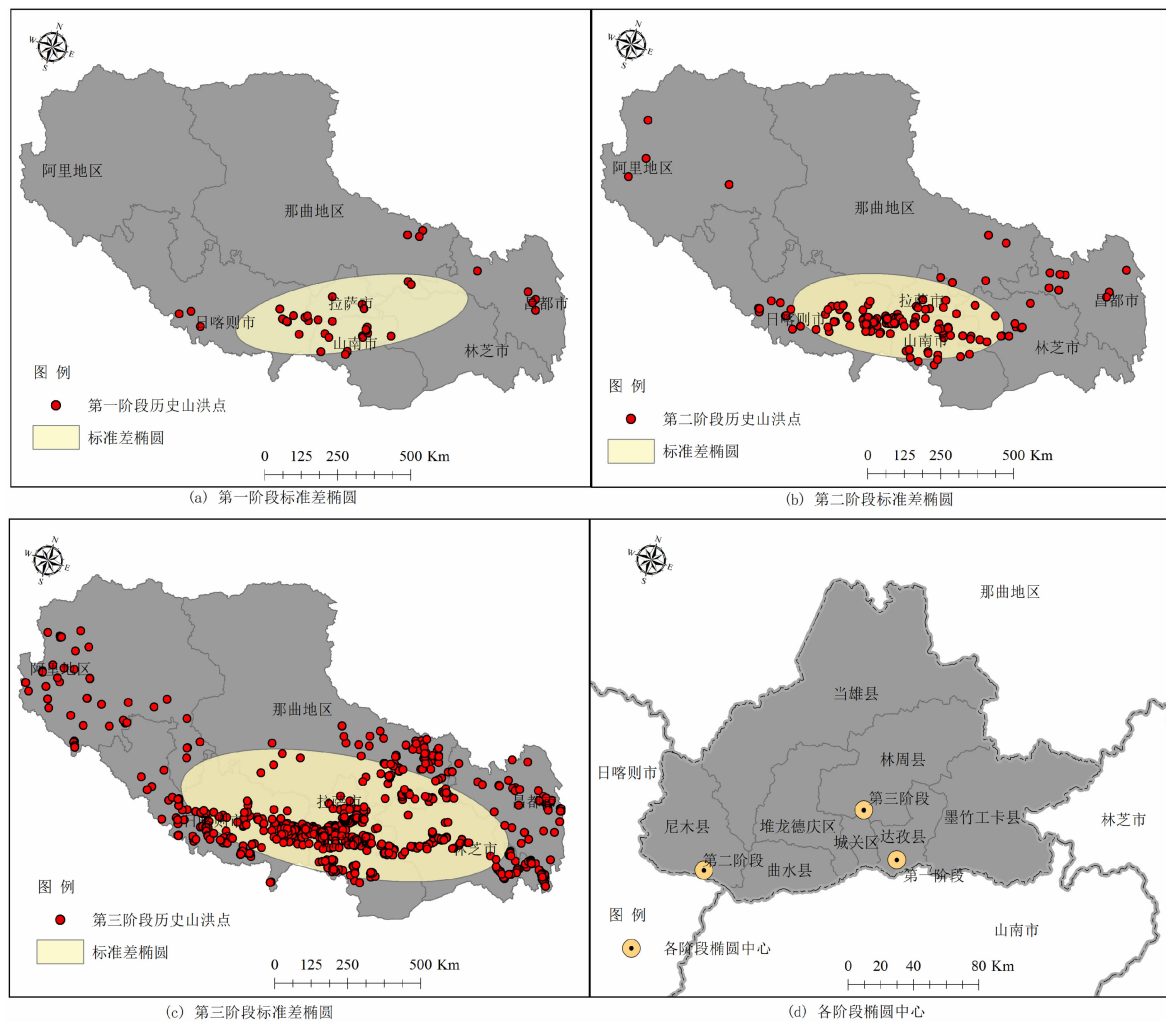 N
W
E
S
阿里地区
那曲地区
拉萨市
昌都市
日喀则市
山南市
林芝市
图 例
第一阶段历史山洪点
标准差椭圆
0 125 250 500 Km
(a) 第一阶段标准差椭圆
N
W
E
S
阿里地区
那曲地区
拉萨市
昌都市
日喀则市
山南市
林芝市
图 例
第二阶段历史山洪点
标准差椭圆
0 125 250 500 Km
(b) 第二阶段标准差椭圆
N
W
E
S
阿里地区
那曲地区
拉萨市
昌都市
日喀则市
林芝市
图 例
第三阶段历史山洪点
标准差椭圆
0 125 250 500 Km
(c) 第三阶段标准差椭圆
N
W
E
S
那曲地区
当雄县
林周县
日喀则市
第三阶段
墨竹工卡县
林芝市
尼木县
堆龙德庆区
城关区
达孜县
第二阶段
曲水县
第一阶段
山南市
图 例
各阶段椭圆中心
0 20 40 80 Km
(d) 各阶段椭圆中心